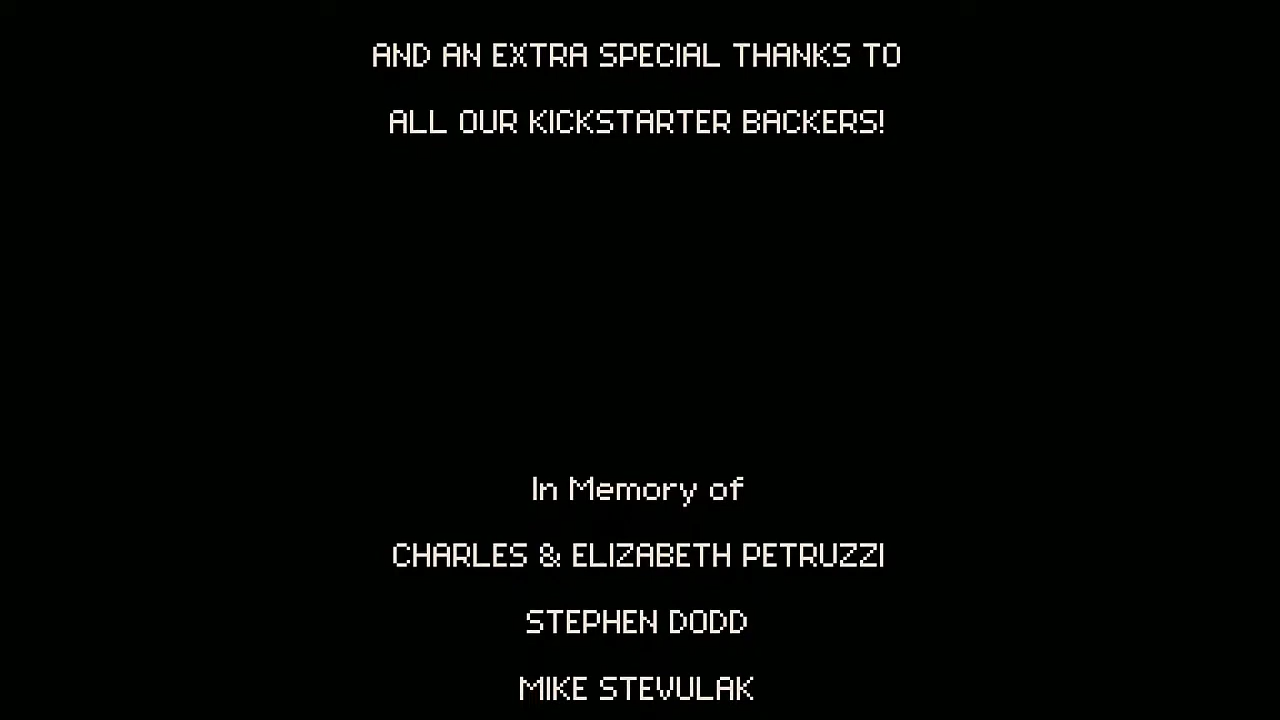 AND AN EXTRA SPECIAL THANKS TO
ALL OUR KICKSTARTER BACKERS!
In Memory of
CHARLES & ELIZABETH PETRUZZI
STEPHEN DODD
MIKE STEVULAK